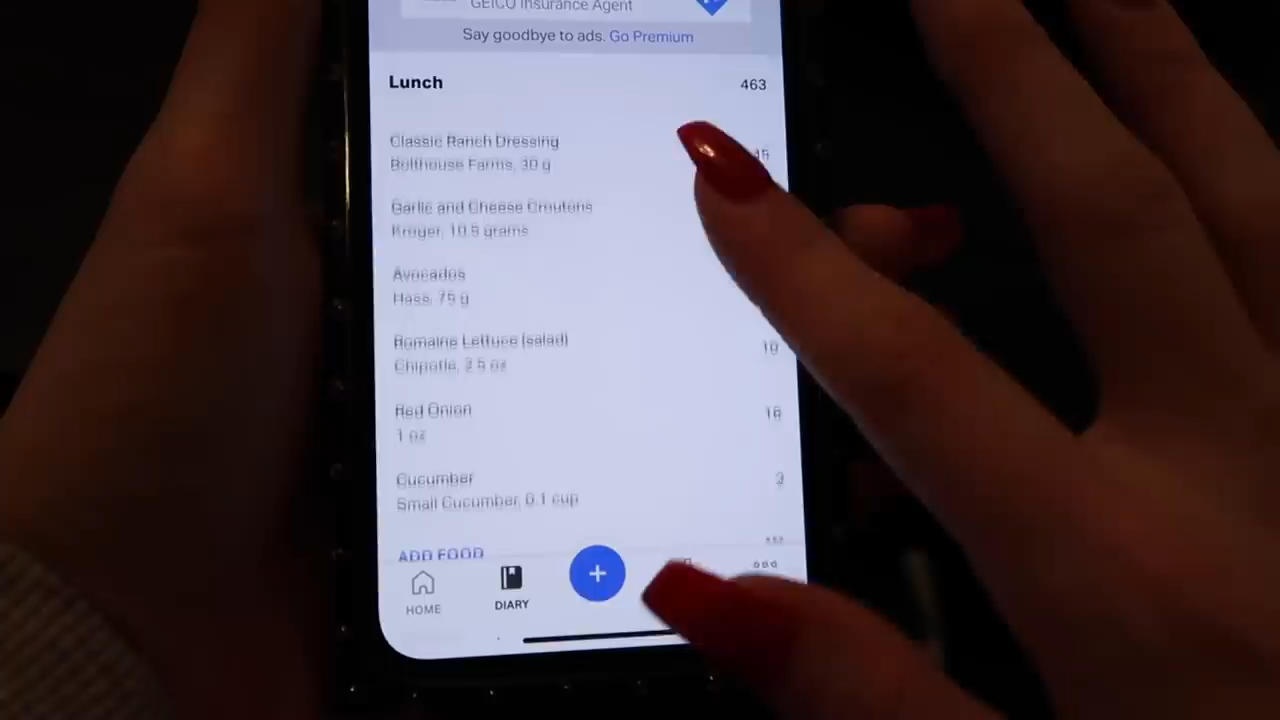 GEICO Insurance Agent
Say goodbye to ads. Go Premium
Lunch 463
Classic Ranch Dressing
Bolthouse Farms, 30 g
Garlic and Cheese Croutons
Kroger, 10.5 grams
Avocados
Hass, 75 g
Romaine Lettuce (salad)
Chipotle, 2.5 oz
Red Onion
1 oz
16
Cucumber
Small Cucumber, 0.1 cup
ADD FOOD
HOME
DIARY